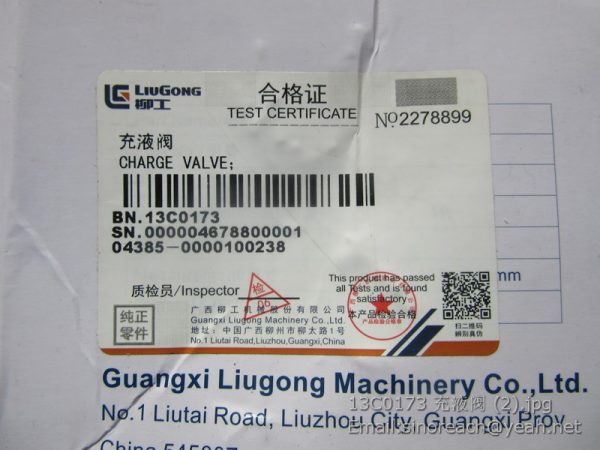 LIUGONG
柳工
合格证
TEST CERTIFICATE
№2278899
充液阀
CHARGE VALVE;
BN.13C0173
SN.000004678800001
04385-0000100238
质检员/Inspector
检
06
This product has passed
all Tests and is found
satisfactory
本产品检验合格
扫二维码
辨别真伪
纯正
零件
广西柳工机械股份有限公司
Guangxi Liugong Machinery Co.,Ltd.
地址:中国广西柳州市柳太路1号
No.1 Liutai Road,Liuzhou,Guangxi,China
mm
Guangxi Liugong Machinery Co.,Ltd.
No.1 Liutai Road, Liuzhou City, Guangxi Prov
13C0173 充液阀 (2).jpg
Email:sinoreach@yeah.net